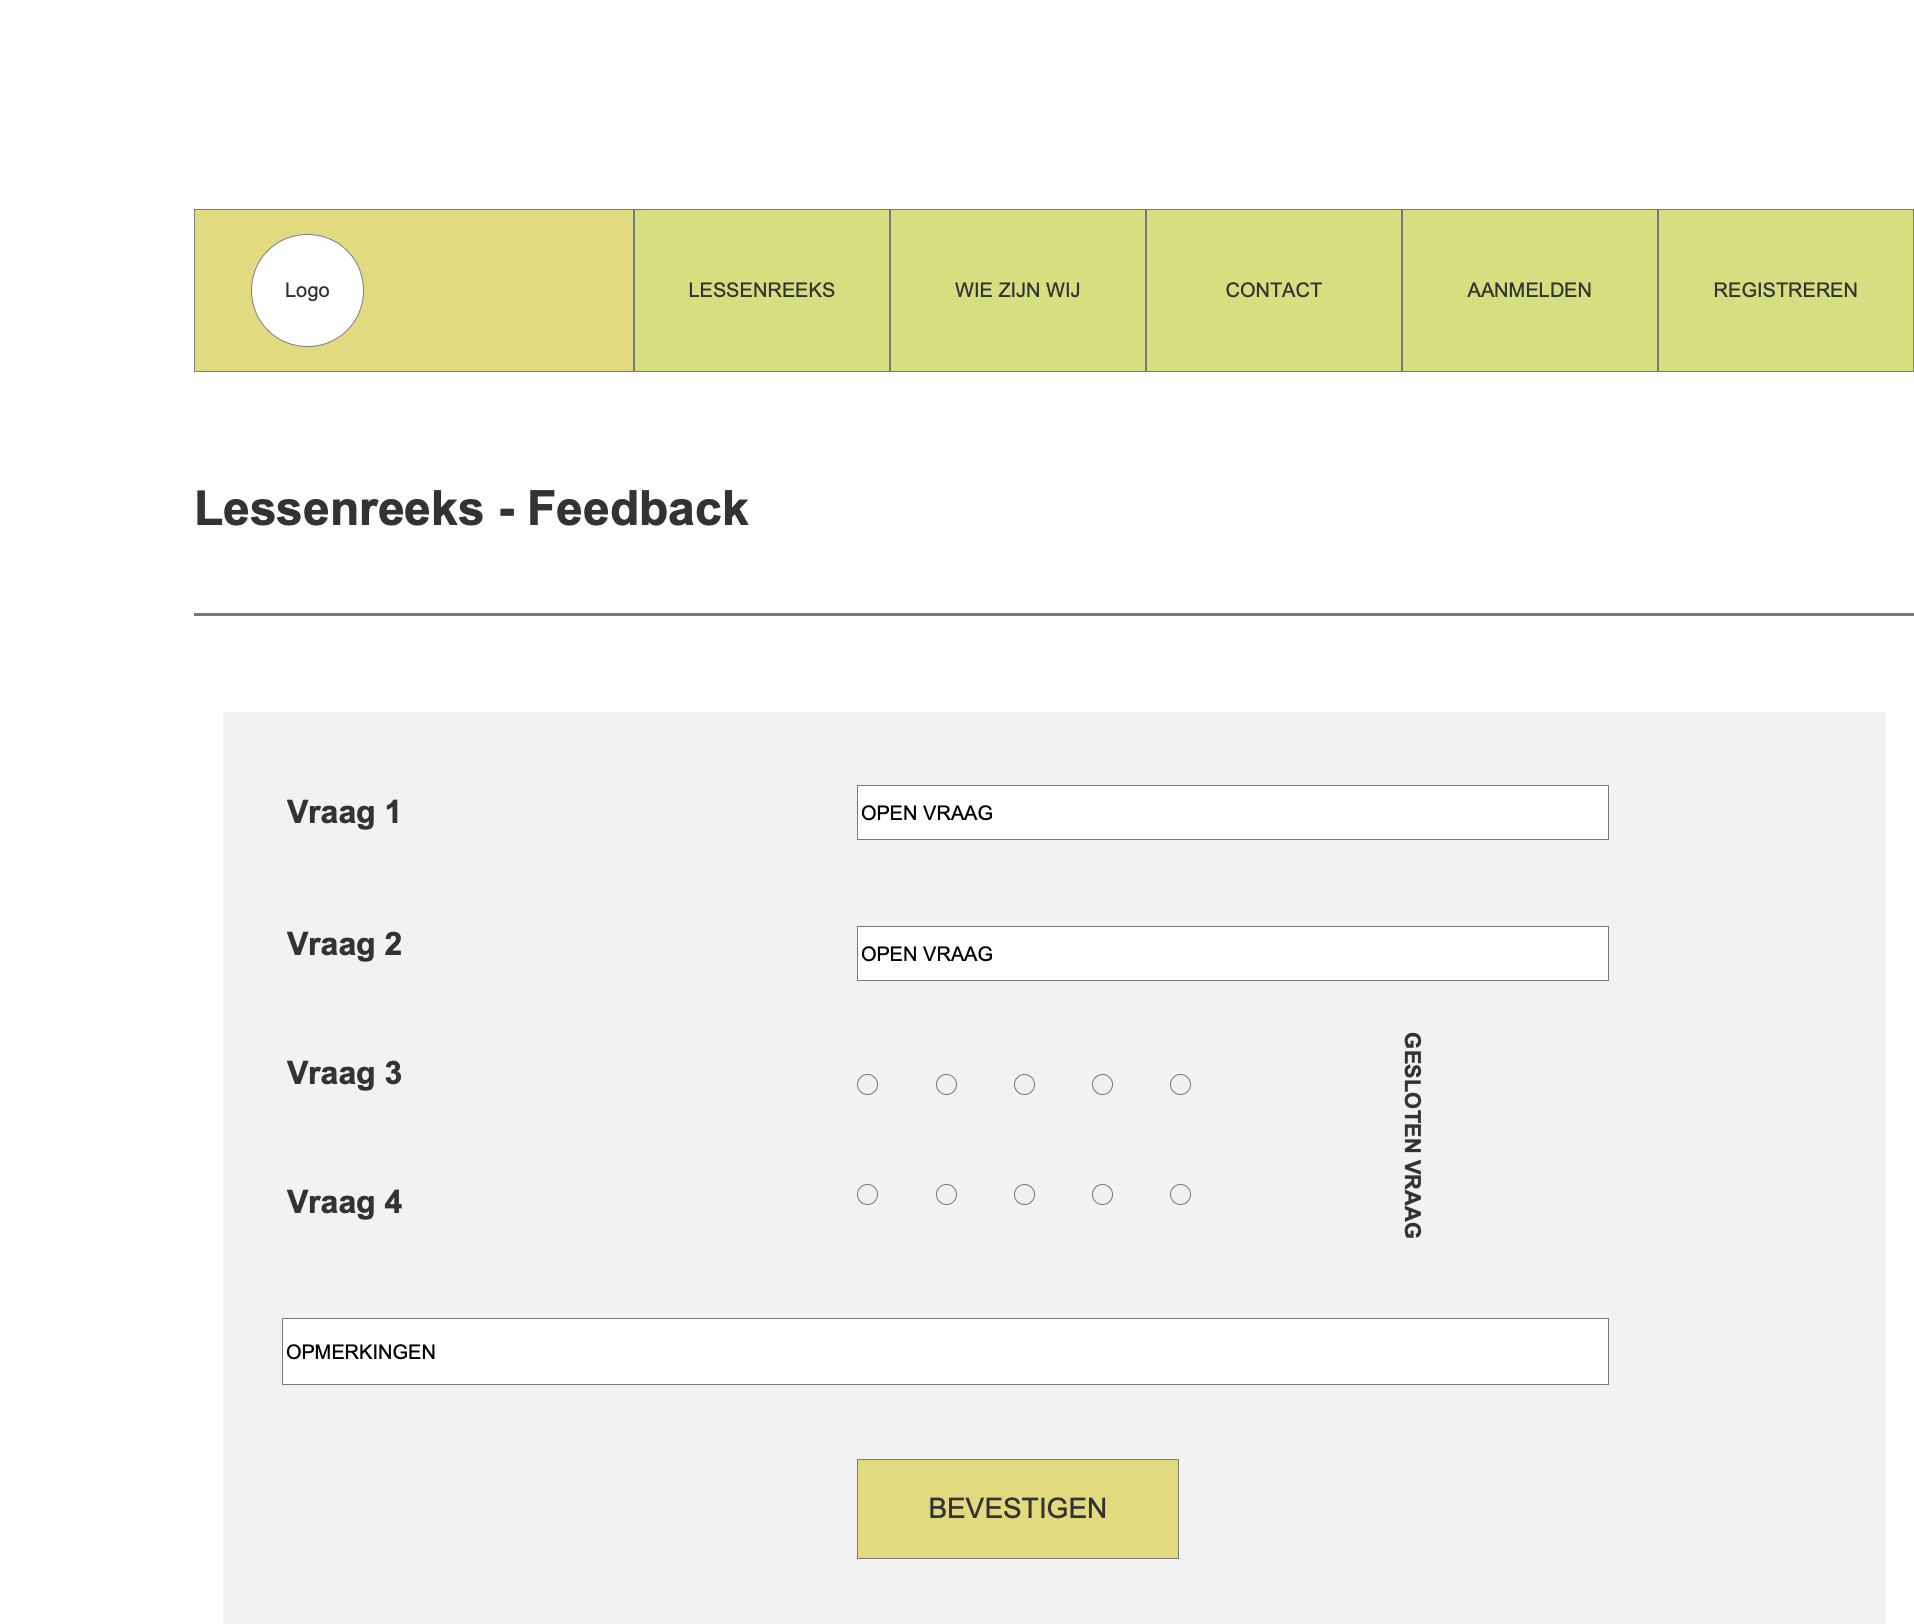 Logo
LESSENREEKS
WIE ZIJN WIJ
CONTACT
AANMELDEN
REGISTREREN
Lessenreeks - Feedback
Vraag 1
OPEN VRAAG
Vraag 2
OPEN VRAAG
Vraag 3
GESLOTEN VRAAG
Vraag 4
OPMERKINGEN
BEVESTIGEN